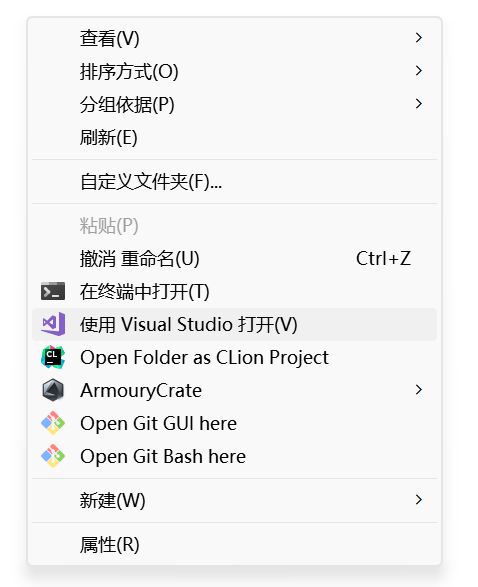 查看(V)
排序方式(O)
分组依据(P)
刷新(E)
自定义文件夹(F)...
粘贴(P)
撤消 重命名(U) Ctrl+Z
在终端中打开(T)
使用 Visual Studio 打开(V)
CL Open Folder as CLion Project
ArmouryCrate
Open Git GUI here
Open Git Bash here
新建(W)
属性(R)